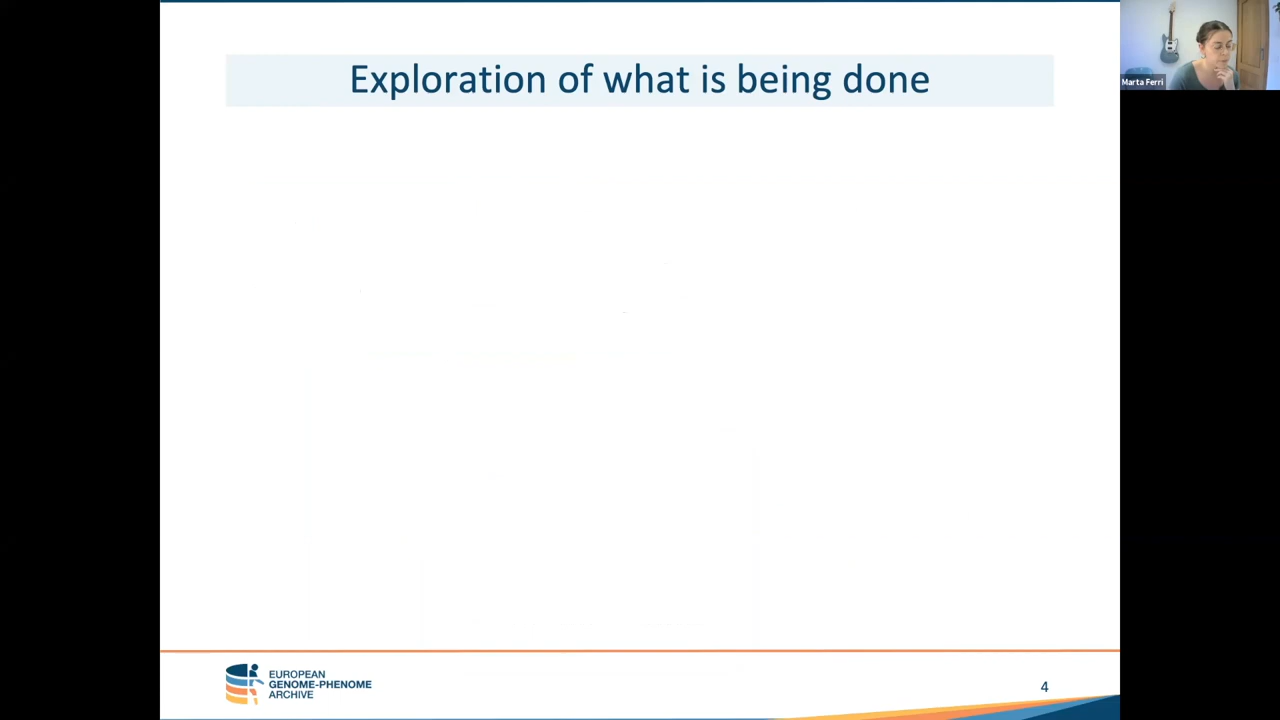 Exploration of what is being done
Marta Ferri
EUROPEAN
GENOME-PHENOME
ARCHIVE
4